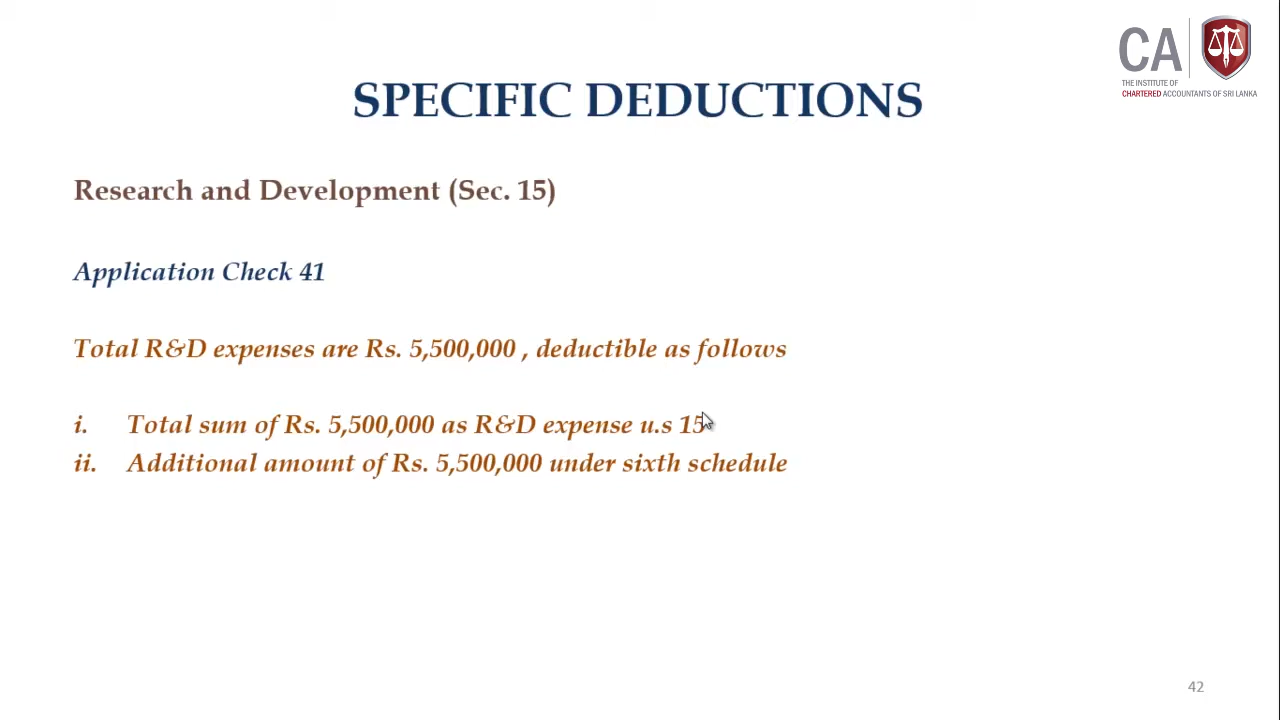 CA
THE INSTITUTE OF
CHARTERED ACCOUNTANTS OF SRI LANKA
SPECIFIC DEDUCTIONS
Research and Development (Sec. 15)
Application Check 41
Total R&D expenses are Rs. 5,500,000 , deductible as follows
i. Total sum of Rs. 5,500,000 as R&D expense u.s 15
ii. Additional amount of Rs. 5,500,000 under sixth schedule
42